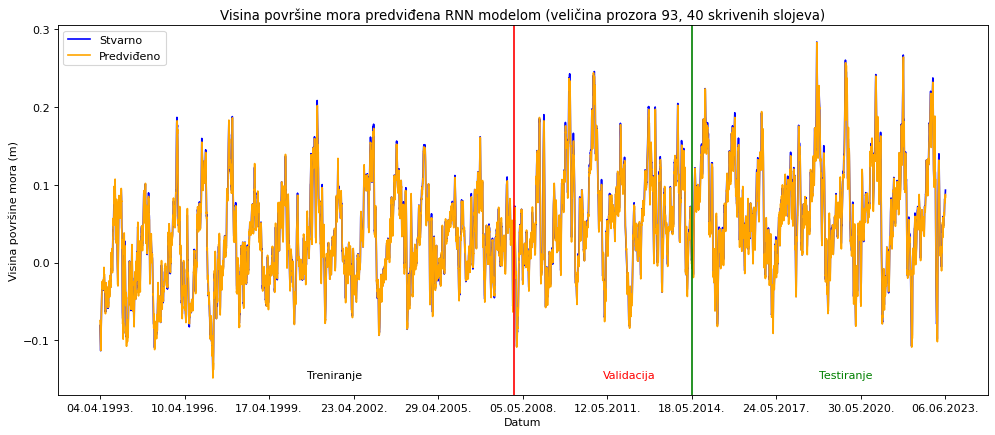 Visina površine mora predviđena RNN modelom (veličina prozora 93, 40 skrivenih slojeva)
Stvarno
Predviđeno
0.3
0.2
0.1
0.0
−0.1
Visina površine mora (m)
Treniranje
Validacija
Testiranje
04.04.1993.
10.04.1996.
17.04.1999.
23.04.2002.
29.04.2005.
05.05.2008.
12.05.2011.
18.05.2014.
24.05.2017.
30.05.2020.
06.06.2023.
Datum